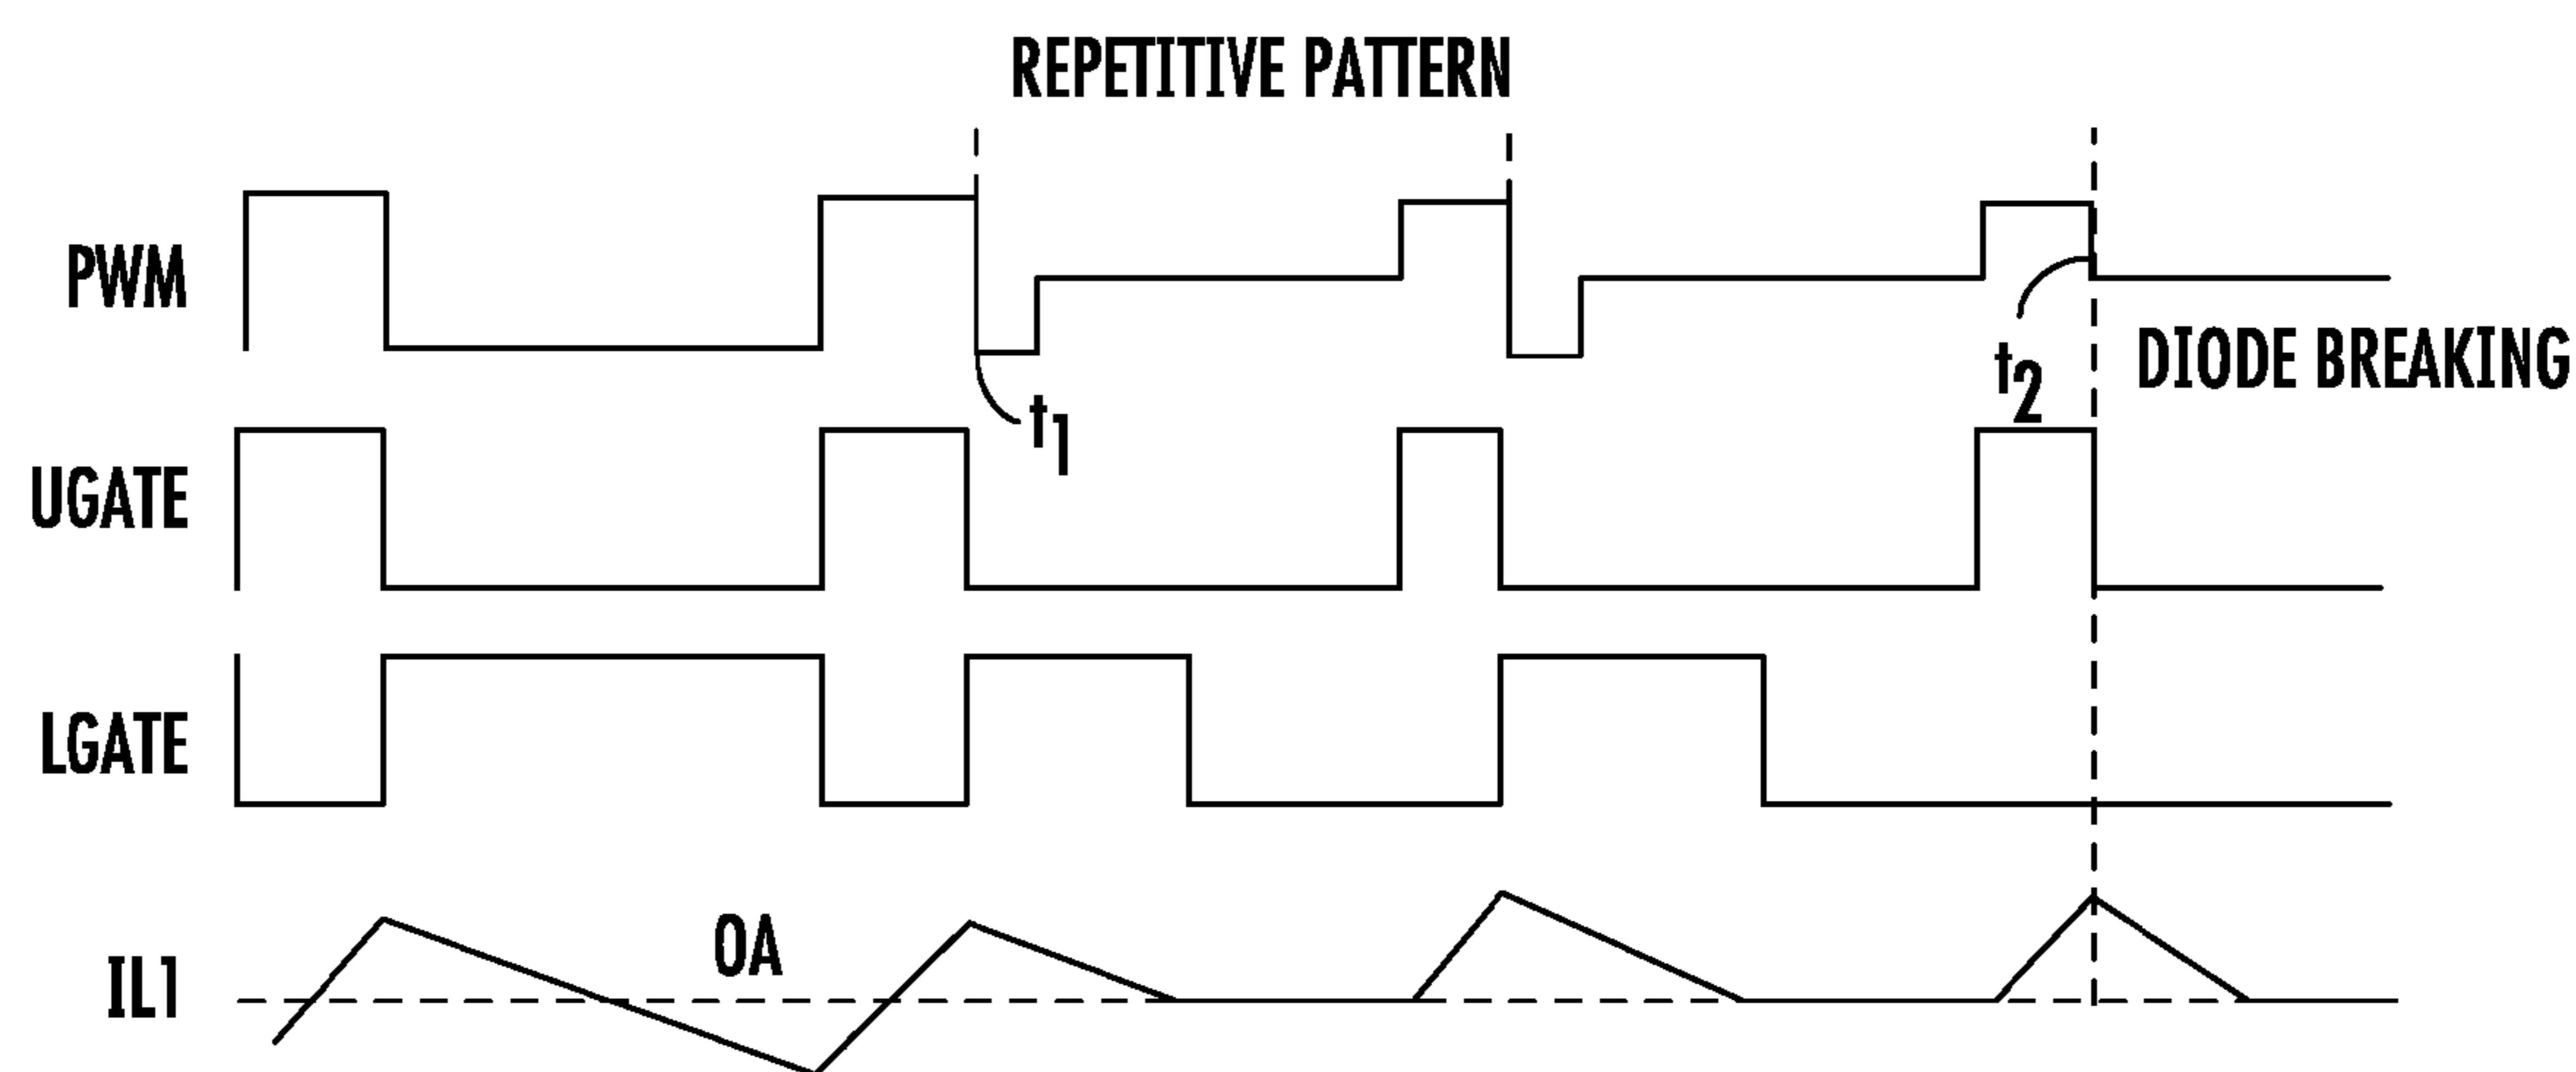 REPETITIVE PATTERN
PWM
t1
t2
DIODE BREAKING
UGATE
LGATE
0A
IL1